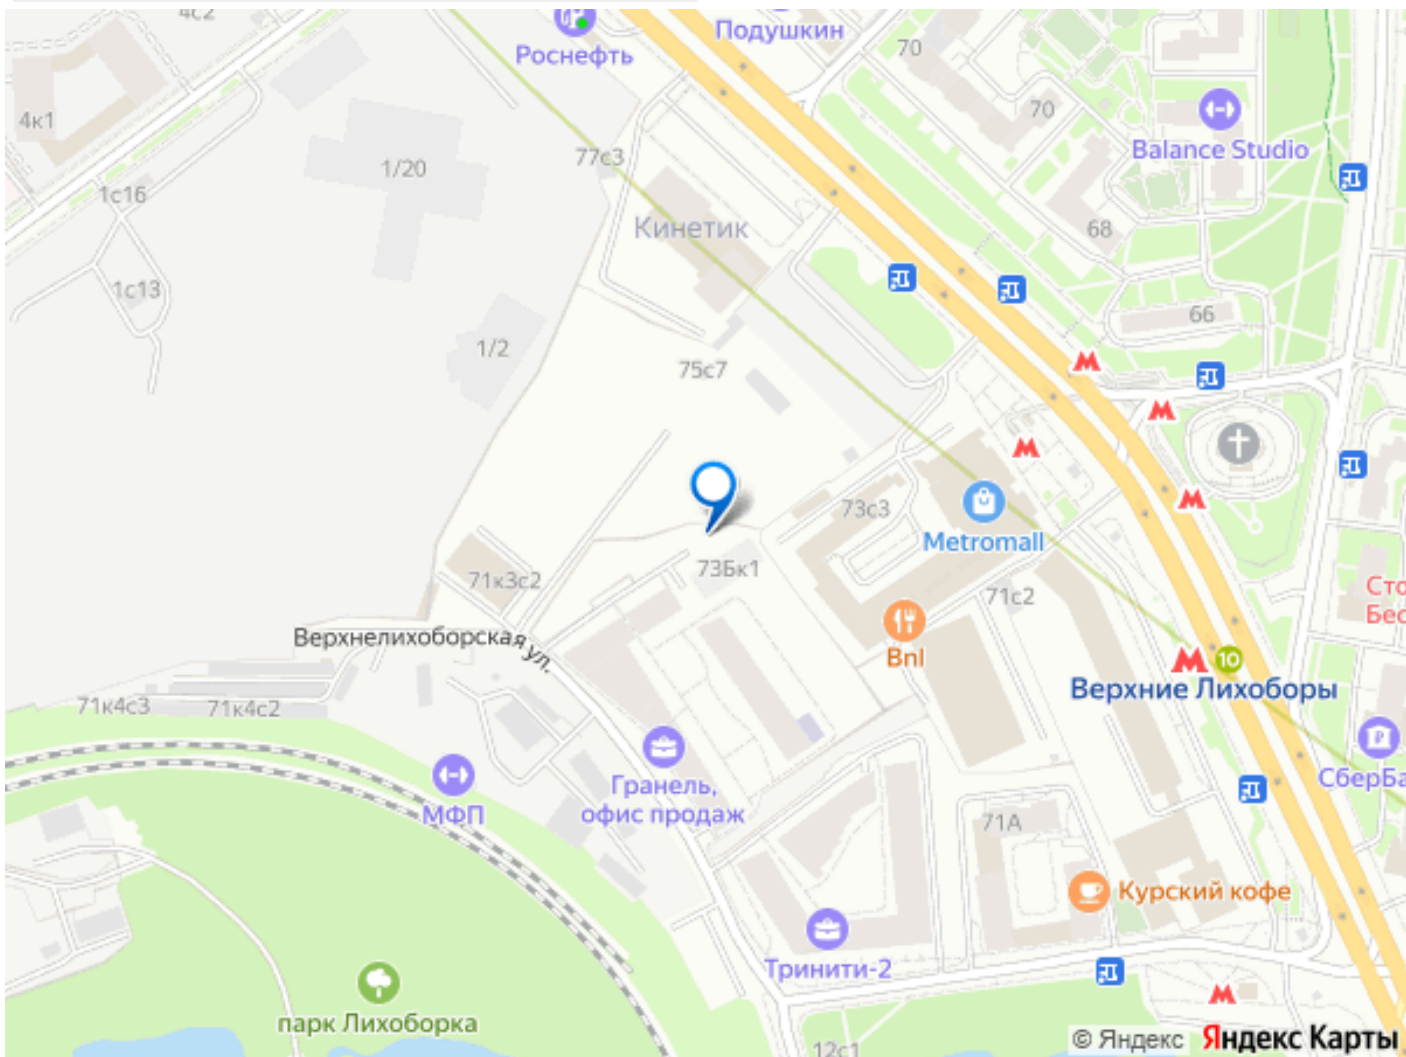 4с2
Подушкин
Роснефть
70
4к1
70
Balance Studio
77с3
1/20
1с16
Кинетик
68
1с13
66
1/2
75с7
73с3
Metromall
73Бк1
71к3с2
71с2
Верхнелихоборская ул.
Bnl
10
Верхние Лихоборы
71к4с3
71к4с2
Гранель,
офис продаж
МФП
71А
Курский кофе
Тринити-2
парк Лихоборка
12с1
© Яндекс Яндекс Карты